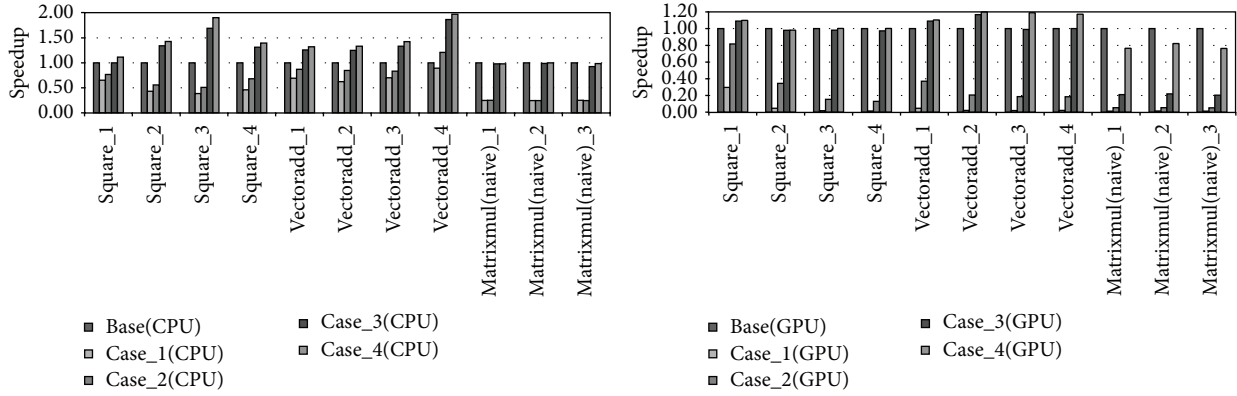 Speedup
2.00
1.50
1.00
0.50
0.00
Square_1
Square_2
Square_3
Square_4
Vectoradd_1
Vectoradd_2
Vectoradd_3
Vectoradd_4
Matrixmul(naive)_1
Matrixmul(naive)_2
Matrixmul(naive)_3
Base(CPU)
Case_1(CPU)
Case_2(CPU)
Case_3(CPU)
Case_4(CPU)
Speedup
1.20
1.00
0.80
0.60
0.40
0.20
0.00
Square_1
Square_2
Square_3
Square_4
Vectoradd_1
Vectoradd_2
Vectoradd_3
Vectoradd_4
Matrixmul(naive)_1
Matrixmul(naive)_2
Matrixmul(naive)_3
Base(GPU)
Case_1(GPU)
Case_2(GPU)
Case_3(GPU)
Case_4(GPU)